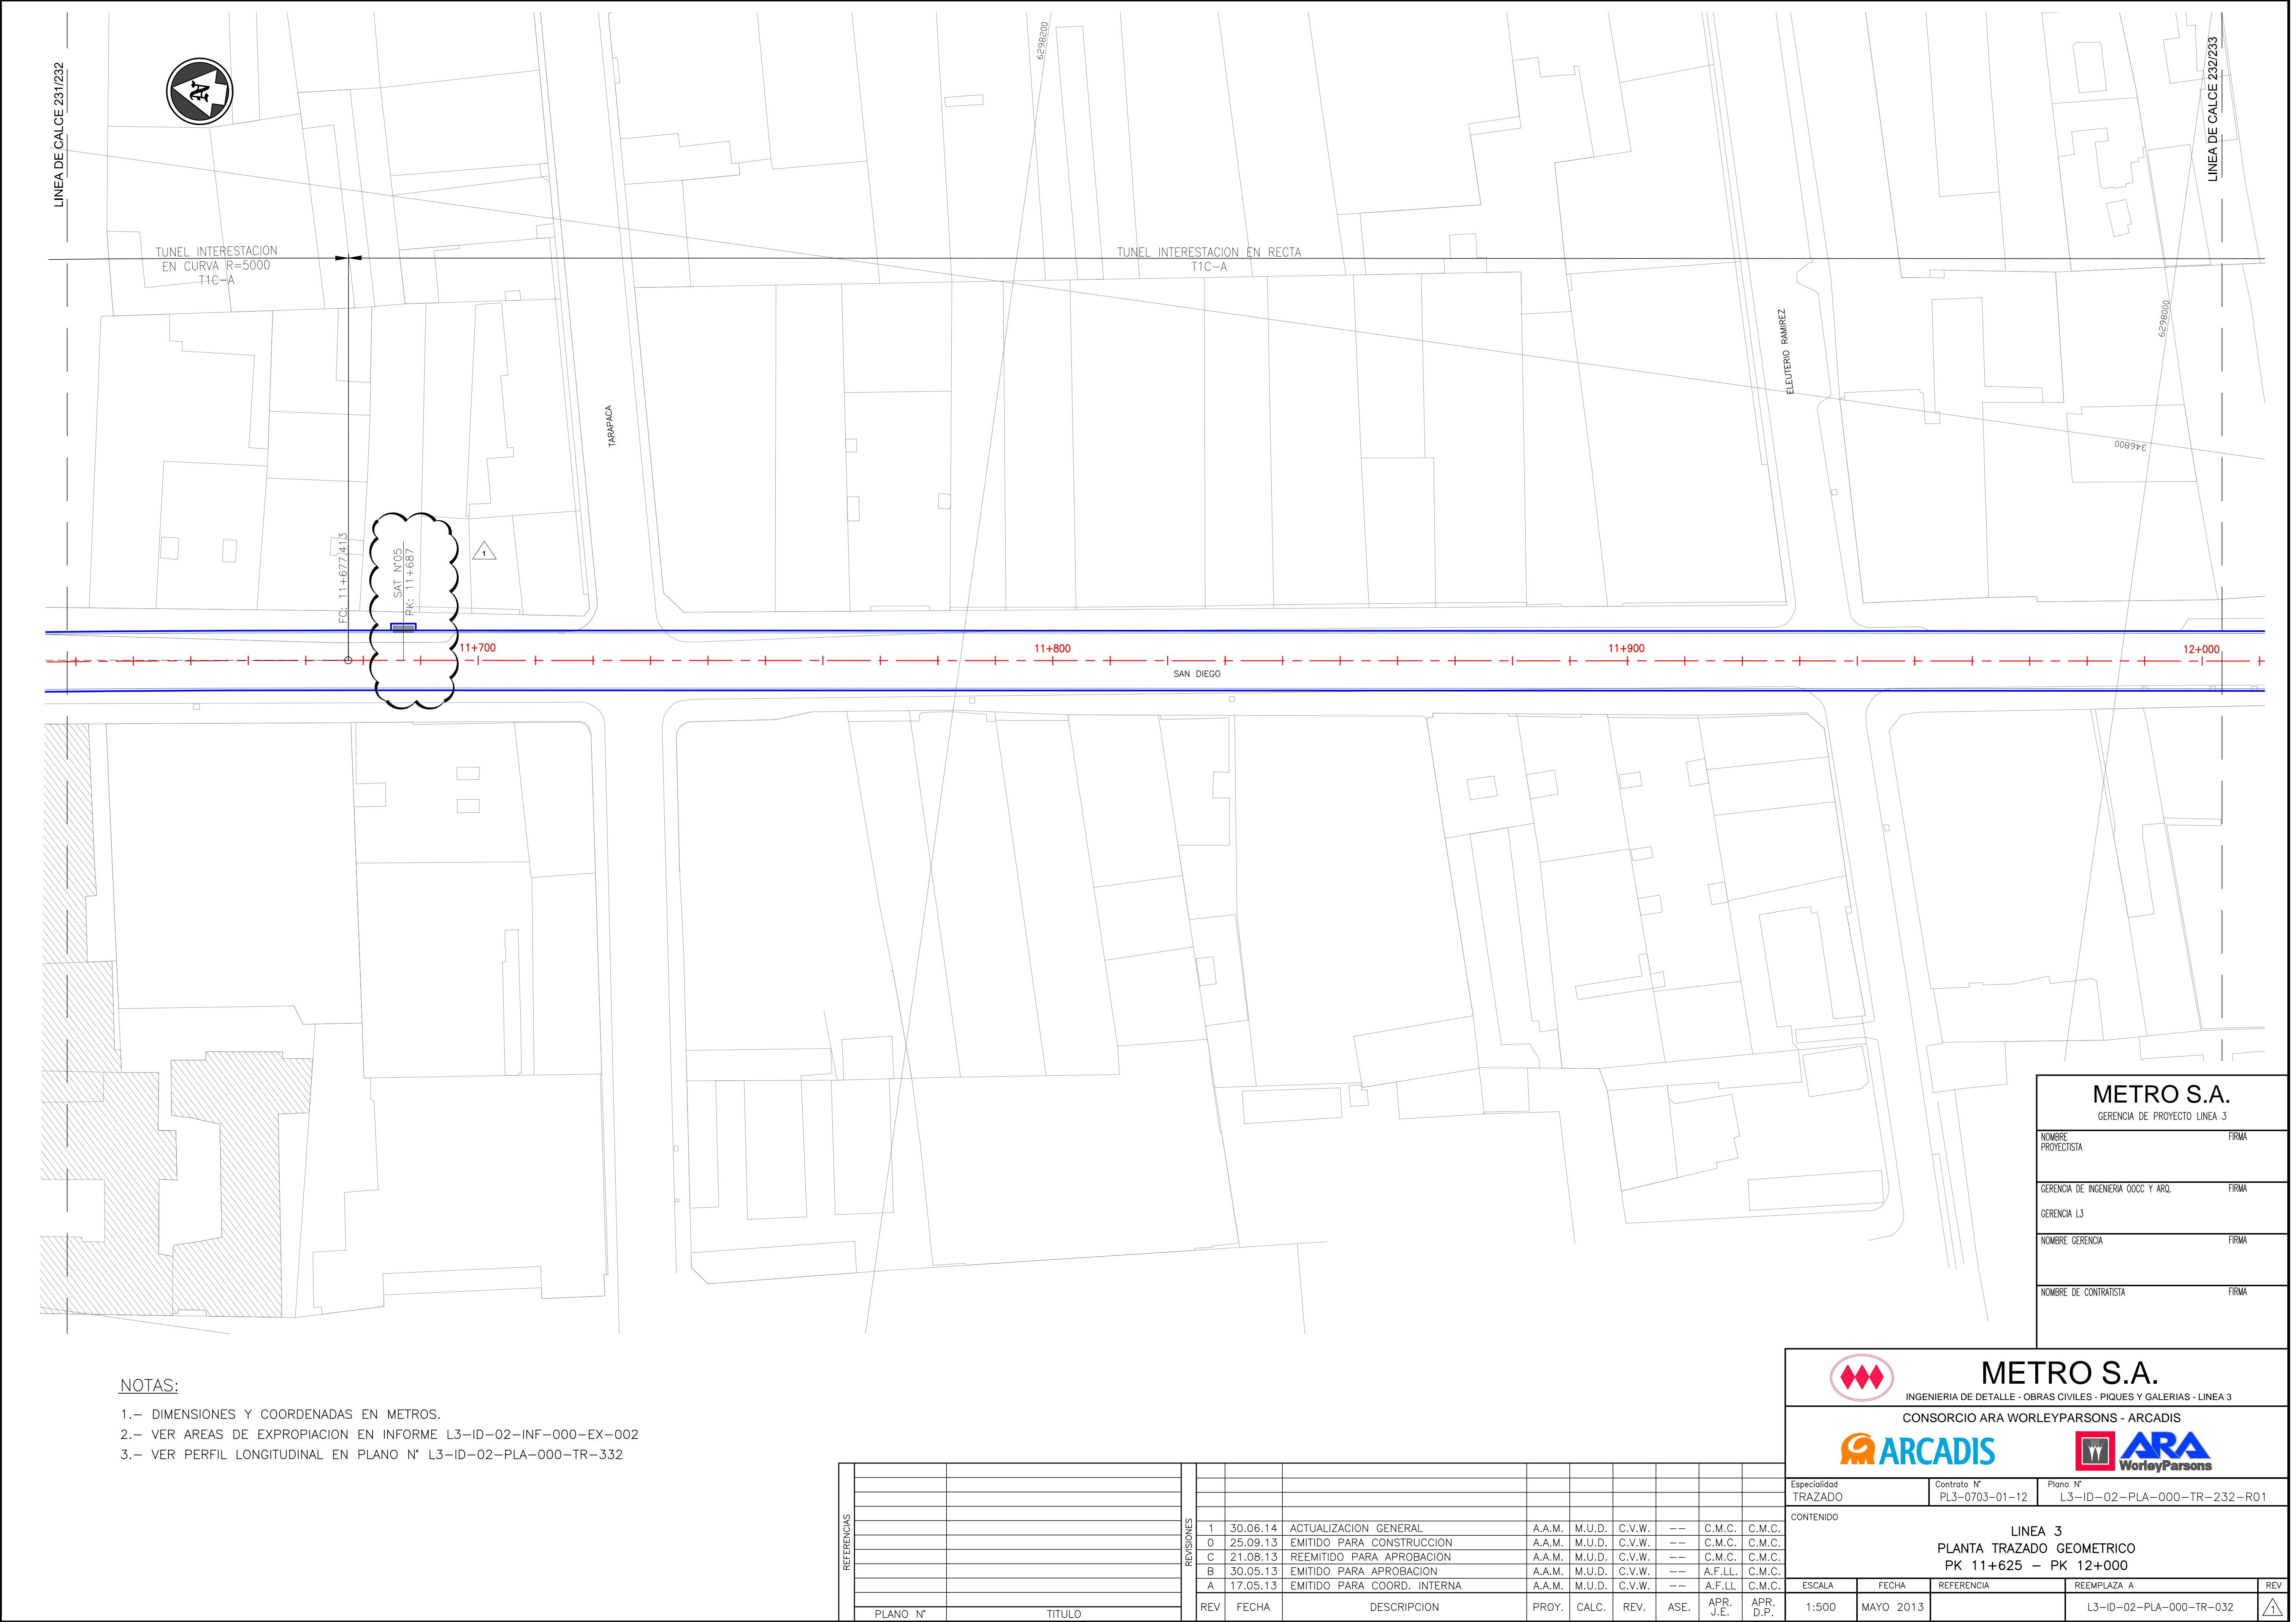 LINEA DE CALCE 231/232
N
6298200
LINEA DE CALCE 232/233
TUNEL INTERESTACION
EN CURVA R=5000
T1C-A
TUNEL INTERESTACION EN RECTA
T1C-A
TARAPACA
ELEUTERIO RAMIREZ
6298000
346800
FC: 11+677.413
SAT N°05
PK: 11+687
1
11+700
11+800
11+900
12+000
SAN DIEGO
METRO S.A.
GERENCIA DE PROYECTO LINEA 3
NOMBRE FIRMA
PROYECTISTA
GERENCIA DE INGENIERIA OOCC Y ARQ. FIRMA
GERENCIA L3
NOMBRE GERENCIA FIRMA
NOMBRE DE CONTRATISTA FIRMA
NOTAS:
1.- DIMENSIONES Y COORDENADAS EN METROS.
2.- VER AREAS DE EXPROPIACION EN INFORME L3-ID-02-INF-000-EX-002
3.- VER PERFIL LONGITUDINAL EN PLANO N° L3-ID-02-PLA-000-TR-332
METRO S.A.
INGENIERIA DE DETALLE - OBRAS CIVILES - PIQUES Y GALERIAS - LINEA 3
CONSORCIO ARA WORLEYPARSONS - ARCADIS
ARCADIS
ARA
WorleyParsons
Especialidad Contrato N° Plano N°
TRAZADO PL3-0703-01-12 L3-ID-02-PLA-000-TR-232-R01
CONTENIDO
LINEA 3
PLANTA TRAZADO GEOMETRICO
PK 11+625 - PK 12+000
ESCALA FECHA REFERENCIA REEMPLAZA A REV
1:500 MAYO 2013 L3-ID-02-PLA-000-TR-032 1
REFERENCIAS
PLANO N° TITULO
REVISIONES
1 30.06.14 ACTUALIZACION GENERAL A.A.M. M.U.D. C.V.W. -- C.M.C. C.M.C.
0 25.09.13 EMITIDO PARA CONSTRUCCION A.A.M. M.U.D. C.V.W. -- C.M.C. C.M.C.
C 21.08.13 REEMITIDO PARA APROBACION A.A.M. M.U.D. C.V.W. -- C.M.C. C.M.C.
B 30.05.13 EMITIDO PARA APROBACION A.A.M. M.U.D. C.V.W. -- A.F.LL. C.M.C.
A 17.05.13 EMITIDO PARA COORD. INTERNA A.A.M. M.U.D. C.V.W. -- A.F.LL C.M.C.
REV FECHA DESCRIPCION PROY. CALC. REV. ASE. APR. J.E. APR. D.P.